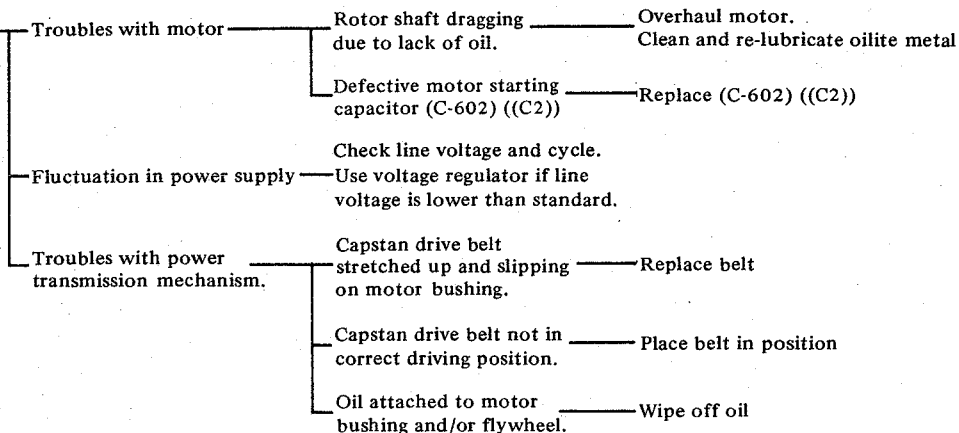 Troubles with motor
Rotor shaft dragging
due to lack of oil.
Overhaul motor.
Clean and re-lubricate oilite metal
Defective motor starting
capacitor (C-602) ((C2))
Replace (C-602) ((C2))
Fluctuation in power supply
Check line voltage and cycle.
Use voltage regulator if line
voltage is lower than standard.
Troubles with power
transmission mechanism.
Capstan drive belt
stretched up and slipping
on motor bushing.
Replace belt
Capstan drive belt not in
correct driving position.
Place belt in position
Oil attached to motor
bushing and/or flywheel.
Wipe off oil